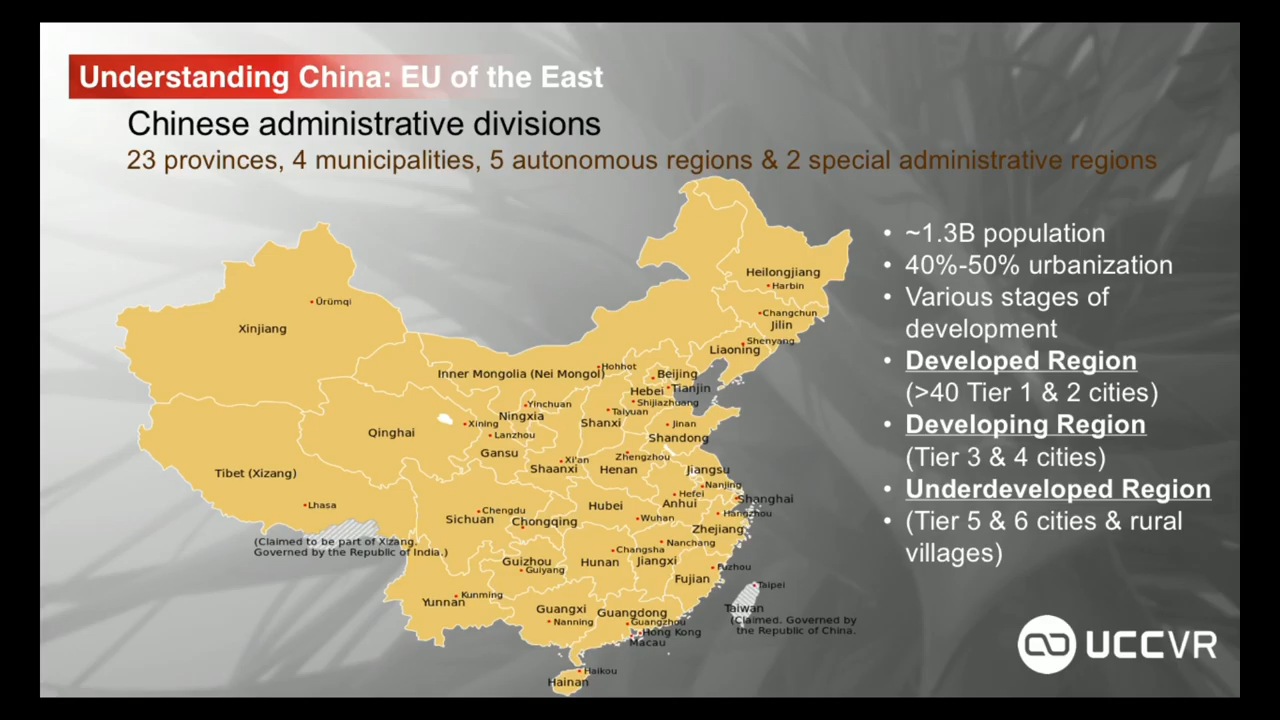 Understanding China: EU of the East
Chinese administrative divisions
23 provinces, 4 municipalities, 5 autonomous regions & 2 special administrative regions
• ~1.3B population
• 40%-50% urbanization
• Various stages of
development
• Developed Region
(>40 Tier 1 & 2 cities)
• Developing Region
(Tier 3 & 4 cities)
• Underdeveloped Region
• (Tier 5 & 6 cities & rural
villages)
Heilongjiang
Harbin
Ürümqi
Changchun
Xinjiang
Jilin
Shenyang
Liaoning
Hohhot
Inner Mongolia (Nei Mongol)
Beijing
Tianjin
Hebei
Shijiazhuang
Yinchuan
Taiyuan
Ningxia
Xining
Shanxi
Jinan
Qinghai
Lanzhou
Shandong
Gansu
Zhengzhou
Xi'an
Shaanxi
Henan
Jiangsu
Tibet (Xizang)
Nanjing
Hefei
Shanghai
Lhasa
Anhui
Hubei
Chengdu
Hangzhou
Sichuan
Chongqing
Wuhan
Zhejiang
(Claimed to be part of Xizang.
Governed by the Republic of India.)
Nanchang
Changsha
Guizhou
Hunan
Jiangxi
Guiyang
Fuzhou
Fujian
Taipei
Kunming
Yunnan
Guangxi
Guangdong
Taiwan
(Claimed. Governed by
the Republic of China.
Nanning
Guangzhou
Hong Kong
Macau
Haikou
Hainan
UCCVR